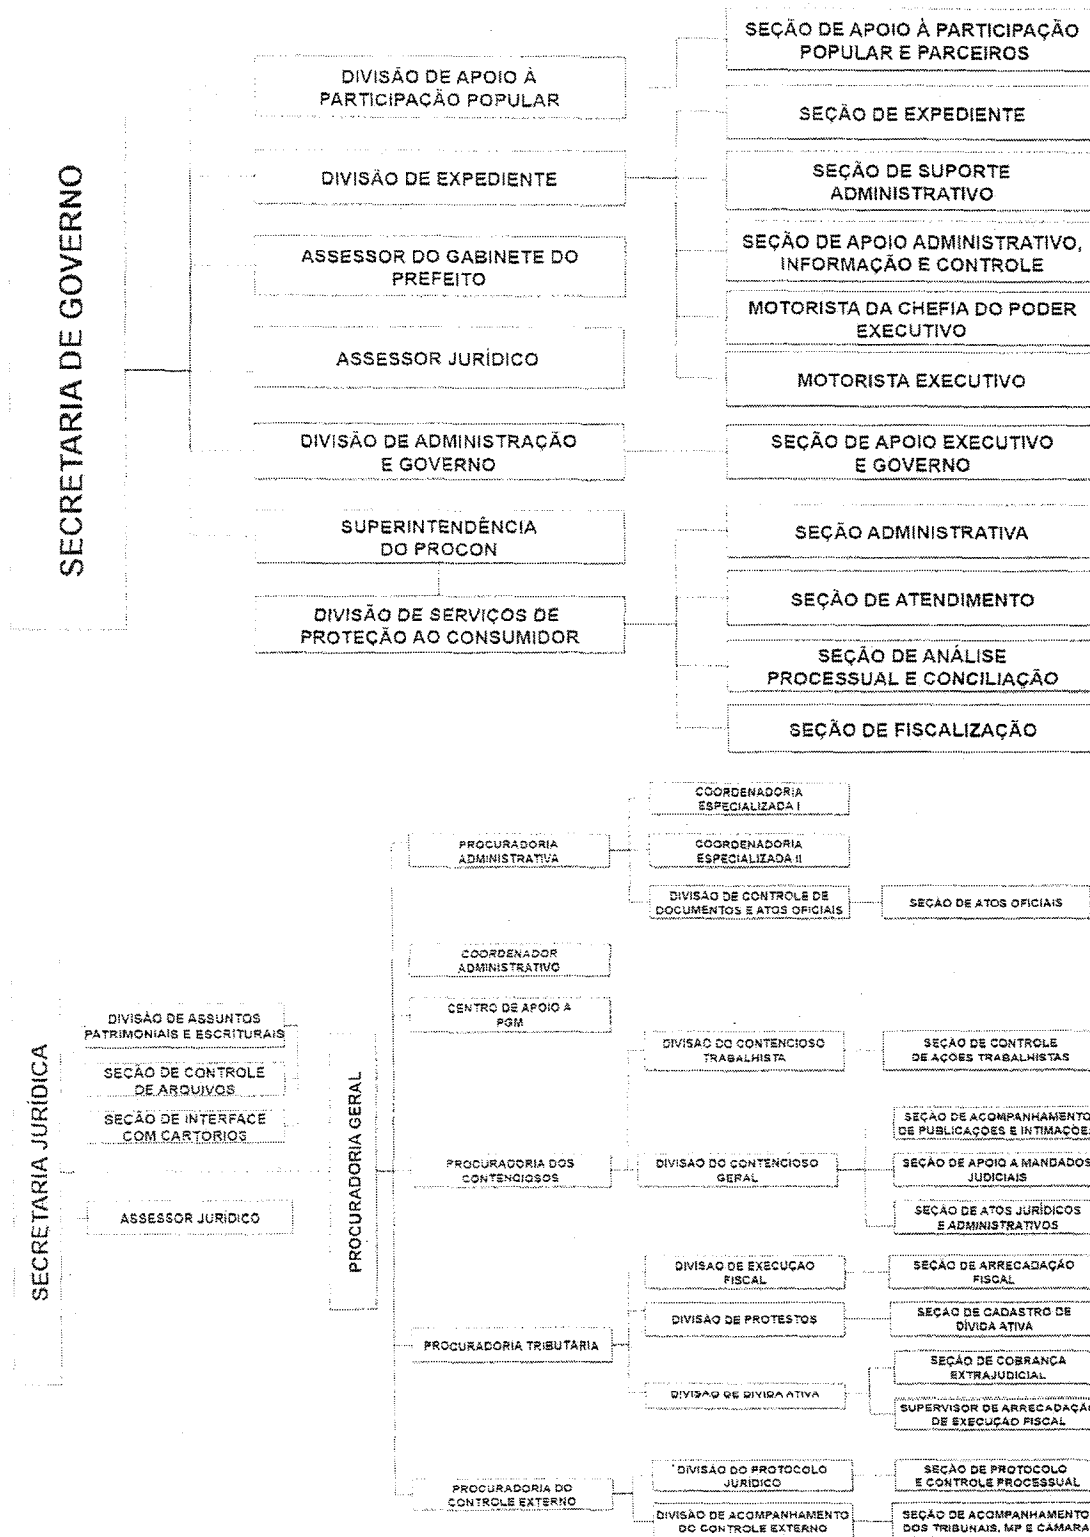 SECRETARIA DE GOVERNO
DIVISÃO DE APOIO À
PARTICIPAÇÃO POPULAR
SEÇÃO DE APOIO À PARTICIPAÇÃO
POPULAR E PARCEIROS
DIVISÃO DE EXPEDIENTE
SEÇÃO DE EXPEDIENTE
SEÇÃO DE SUPORTE
ADMINISTRATIVO
SEÇÃO DE APOIO ADMINISTRATIVO,
INFORMAÇÃO E CONTROLE
MOTORISTA DA CHEFIA DO PODER
EXECUTIVO
MOTORISTA EXECUTIVO
ASSESSOR DO GABINETE DO
PREFEITO
ASSESSOR JURÍDICO
DIVISÃO DE ADMINISTRAÇÃO
E GOVERNO
SEÇÃO DE APOIO EXECUTIVO
E GOVERNO
SUPERINTENDÊNCIA
DO PROCON
DIVISÃO DE SERVIÇOS DE
PROTEÇÃO AO CONSUMIDOR
SEÇÃO ADMINISTRATIVA
SEÇÃO DE ATENDIMENTO
SEÇÃO DE ANÁLISE
PROCESSUAL E CONCILIAÇÃO
SEÇÃO DE FISCALIZAÇÃO
SECRETARIA JURÍDICA
DIVISÃO DE ASSUNTOS
PATRIMONIAIS E ESCRITURAIS
SEÇÃO DE CONTROLE
DE ARQUIVOS
SEÇÃO DE INTERFACE
COM CARTORIOS
ASSESSOR JURÍDICO
PROCURADORIA GERAL
PROCURADORIA
ADMINISTRATIVA
COORDENADORIA
ESPECIALIZADA I
COORDENADORIA
ESPECIALIZADA II
DIVISÃO DE CONTROLE DE
DOCUMENTOS E ATOS OFICIAIS
SEÇÃO DE ATOS OFICIAIS
COORDENADOR
ADMINISTRATIVO
CENTRO DE APOIO A
PGM
PROCURADORIA DOS
CONTENCIOSOS
DIVISÃO DO CONTENCIOSO
TRABALHISTA
SEÇÃO DE CONTROLE
DE AÇÕES TRABALHISTAS
DIVISÃO DO CONTENCIOSO
GERAL
SEÇÃO DE ACOMPANHAMENTO
DE PUBLICAÇÕES E INTIMAÇÕES
SEÇÃO DE APOIO A MANDADOS
JUDICIAIS
SEÇÃO DE ATOS JURÍDICOS
E ADMINISTRATIVOS
PROCURADORIA TRIBUTÁRIA
DIVISÃO DE EXECUÇÃO
FISCAL
SEÇÃO DE ARRECADAÇÃO
FISCAL
DIVISÃO DE PROTESTOS
SEÇÃO DE CADASTRO DE
DÍVIDA ATIVA
DIVISÃO DE DIVIDA ATIVA
SEÇÃO DE COBRANÇA
EXTRAJUDICIAL
SUPERVISOR DE ARRECADAÇÃO
DE EXECUÇÃO FISCAL
PROCURADORIA DO
CONTROLE EXTERNO
DIVISÃO DO PROTOCOLO
JURÍDICO
SEÇÃO DE PROTOCOLO
E CONTROLE PROCESSUAL
DIVISÃO DE ACOMPANHAMENTO
DO CONTROLE EXTERNO
SEÇÃO DE ACOMPANHAMENTO
DOS TRIBUNAIS, MP E CÂMARA